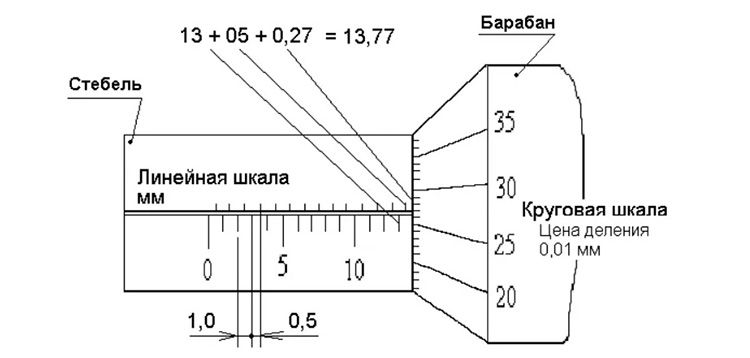 13 + 05 + 0,27 = 13,77
Барабан
Стебель
Линейная шкала
мм
35
30
25
20
Круговая шкала
Цена деления
0,01 мм
0 5 10
1,0 0,5